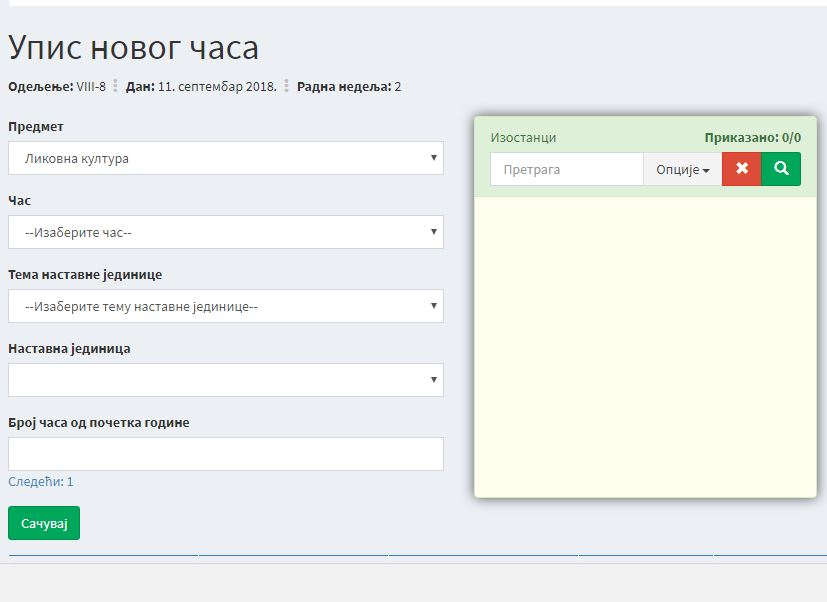 Упис новог часа
Одељење: VIII-8 ⋮ Дан: 11. септембар 2018. ⋮ Радна недеља: 2
Предмет
Ликовна култура
Час
--Изаберите час--
Тема наставне јединице
--Изаберите тему наставне јединице--
Наставна јединица
Број часа од почетка године
Следећи: 1
Сачувај
Изостанци
Приказано: 0/0
Претрага
Опције